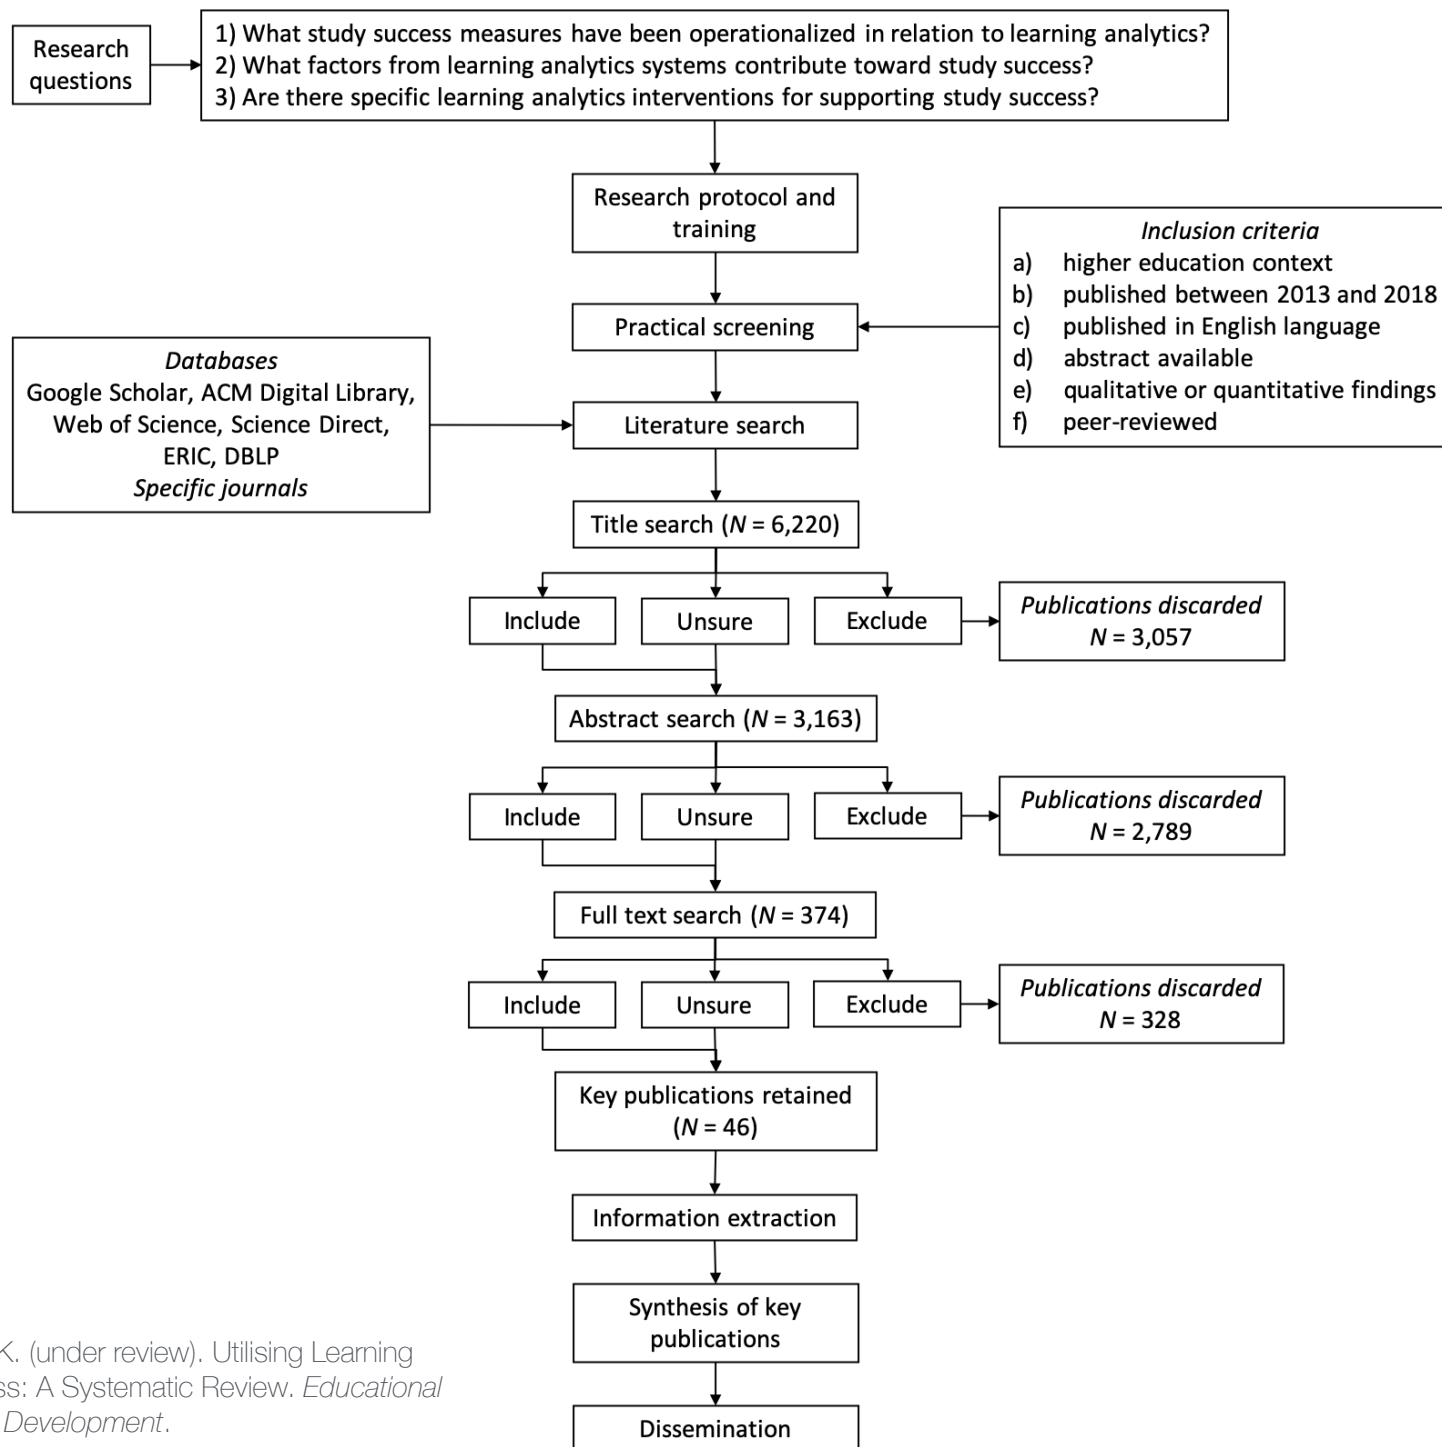 Research
questions
1) What study success measures have been operationalized in relation to learning analytics?
2) What factors from learning analytics systems contribute toward study success?
3) Are there specific learning analytics interventions for supporting study success?
Research protocol and
training
Inclusion criteria
a) higher education context
b) published between 2013 and 2018
c) published in English language
d) abstract available
e) qualitative or quantitative findings
f) peer-reviewed
Practical screening
Databases
Google Scholar, ACM Digital Library,
Web of Science, Science Direct,
ERIC, DBLP
Specific journals
Literature search
Title search (N = 6,220)
Include
Unsure
Exclude
Publications discarded
N = 3,057
Abstract search (N = 3,163)
Include
Unsure
Exclude
Publications discarded
N = 2,789
Full text search (N = 374)
Include
Unsure
Exclude
Publications discarded
N = 328
Key publications retained
(N = 46)
Information extraction
Synthesis of key
publications
Dissemination
K. (under review). Utilising Learning
ss: A Systematic Review. Educational
Development.